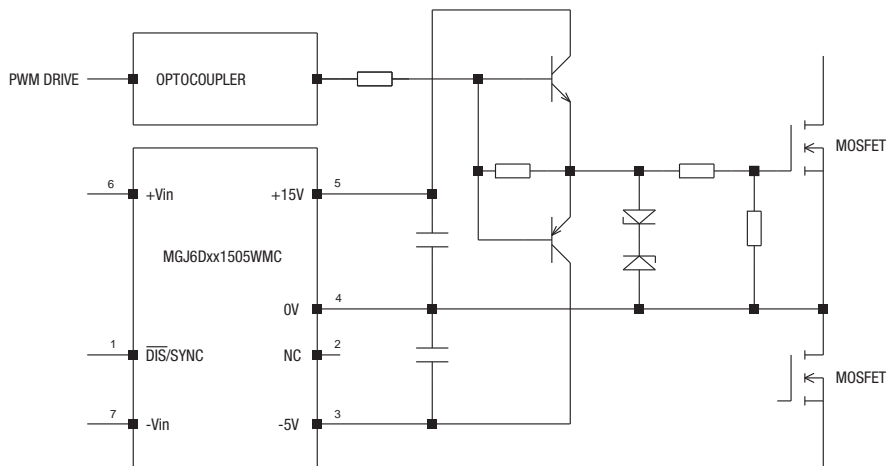 PWM DRIVE
OPTOCOUPLER
MOSFET
6
+Vin
+15V
5
MGJ6Dxx1505WMC
0V
4
1
DIS/SYNC
NC
2
MOSFET
7
-Vin
-5V
3